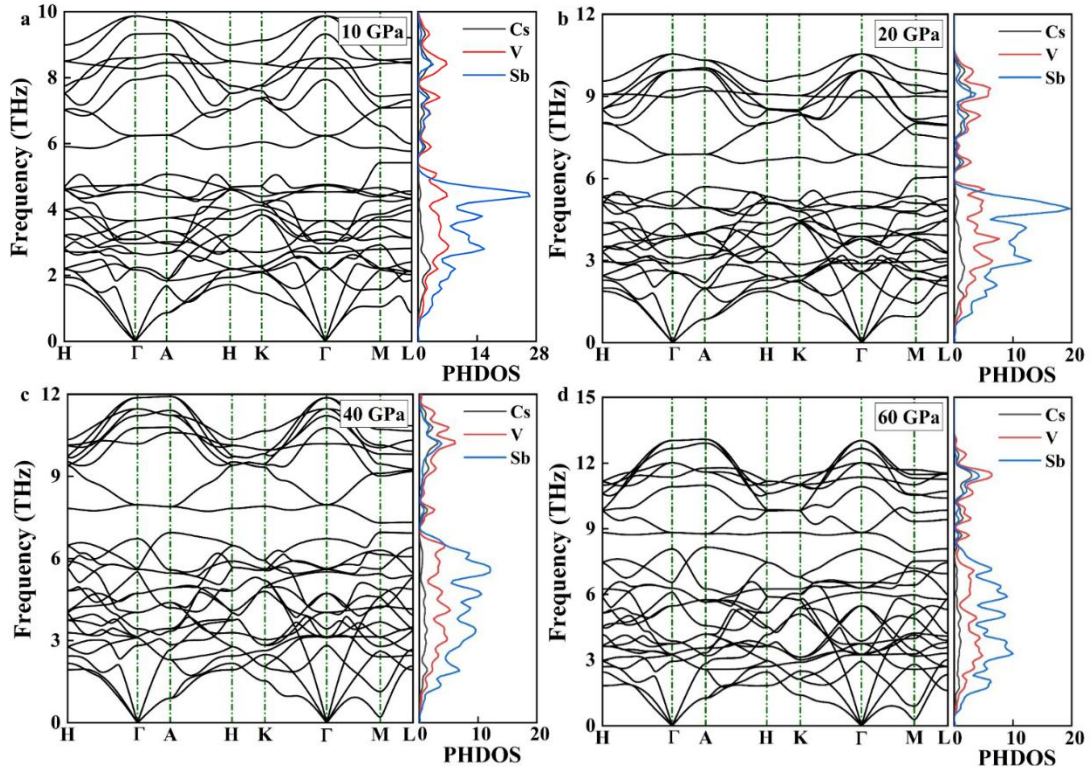 a
10 GPa
Frequency (THz)
10
8
6
4
2
0
H Γ A H K Γ M L
Cs
V
Sb
0 14 28
PHDOS
b
20 GPa
Frequency (THz)
12
9
6
3
0
H Γ A H K Γ M L
Cs
V
Sb
0 10 20
PHDOS
c
40 GPa
Frequency (THz)
12
9
6
3
0
H Γ A H K Γ M L
Cs
V
Sb
0 10 20
PHDOS
d
60 GPa
Frequency (THz)
15
12
9
6
3
0
H Γ A H K Γ M L
Cs
V
Sb
0 10 20
PHDOS